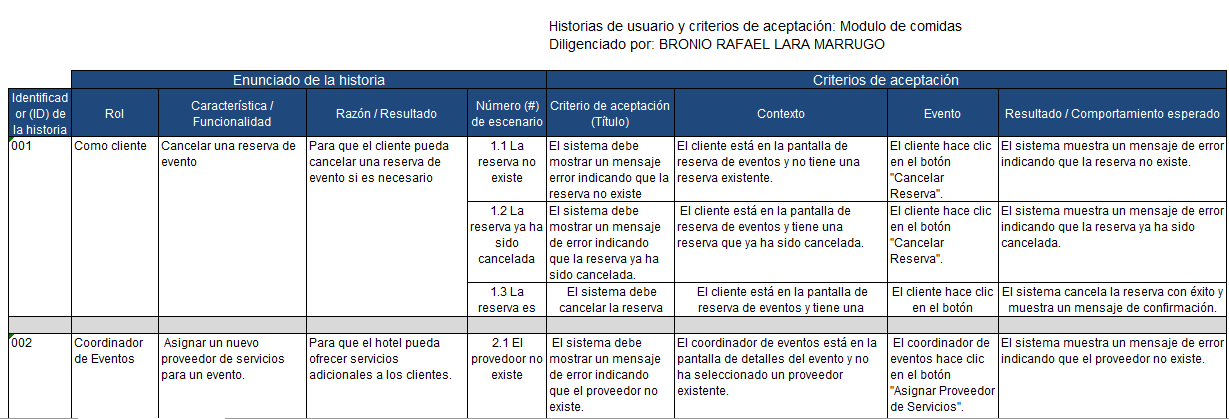 Historias de usuario y criterios de aceptación: Modulo de comidas
Diligenciado por: BRONIO RAFAEL LARA MARRUGO
Enunciado de la historia
Criterios de aceptación
Identificad
or (ID) de
la historia
Rol
Característica /
Funcionalidad
Razón / Resultado
Número (#)
de escenario
Criterio de aceptación
(Título)
Contexto
Evento
Resultado / Comportamiento esperado
001
Como cliente
Cancelar una reserva de
evento
Para que el cliente pueda
cancelar una reserva de
evento si es necesario
1.1 La
reserva no
existe
El sistema debe
mostrar un mensaje
error indicando que la
reserva no existe
El cliente está en la pantalla de
reserva de eventos y no tiene una
reserva existente.
El cliente hace clic
en el botón
"Cancelar
Reserva".
El sistema muestra un mensaje de error
indicando que la reserva no existe.
1.2 La
reserva ya ha
sido
cancelada
El sistema debe
mostrar un mensaje
de error indicando
que la reserva ya ha
sido cancelada.
El cliente está en la pantalla de
reserva de eventos y tiene una
reserva que ya ha sido cancelada.
El cliente hace clic
en el botón
"Cancelar
Reserva".
El sistema muestra un mensaje de error
indicando que la reserva ya ha sido
cancelada.
1.3 La
reserva es
El sistema debe
cancelar la reserva
El cliente está en la pantalla de
reserva de eventos y tiene una
El cliente hace clic
en el botón
El sistema cancela la reserva con éxito y
muestra un mensaje de confirmación.
002
Coordinador
de Eventos
Asignar un nuevo
proveedor de servicios
para un evento.
Para que el hotel pueda
ofrecer servicios
adicionales a los clientes.
2.1 El
provedoor no
existe
El sistema debe
mostrar un mensaje
de error indicando
que el proveedor no
existe.
El coordinador de eventos está en la
pantalla de detalles del evento y no
ha seleccionado un proveedor
existente.
El coordinador de
eventos hace clic
en el botón
"Asignar Proveedor
de Servicios".
El sistema muestra un mensaje de error
indicando que el proveedor no existe.